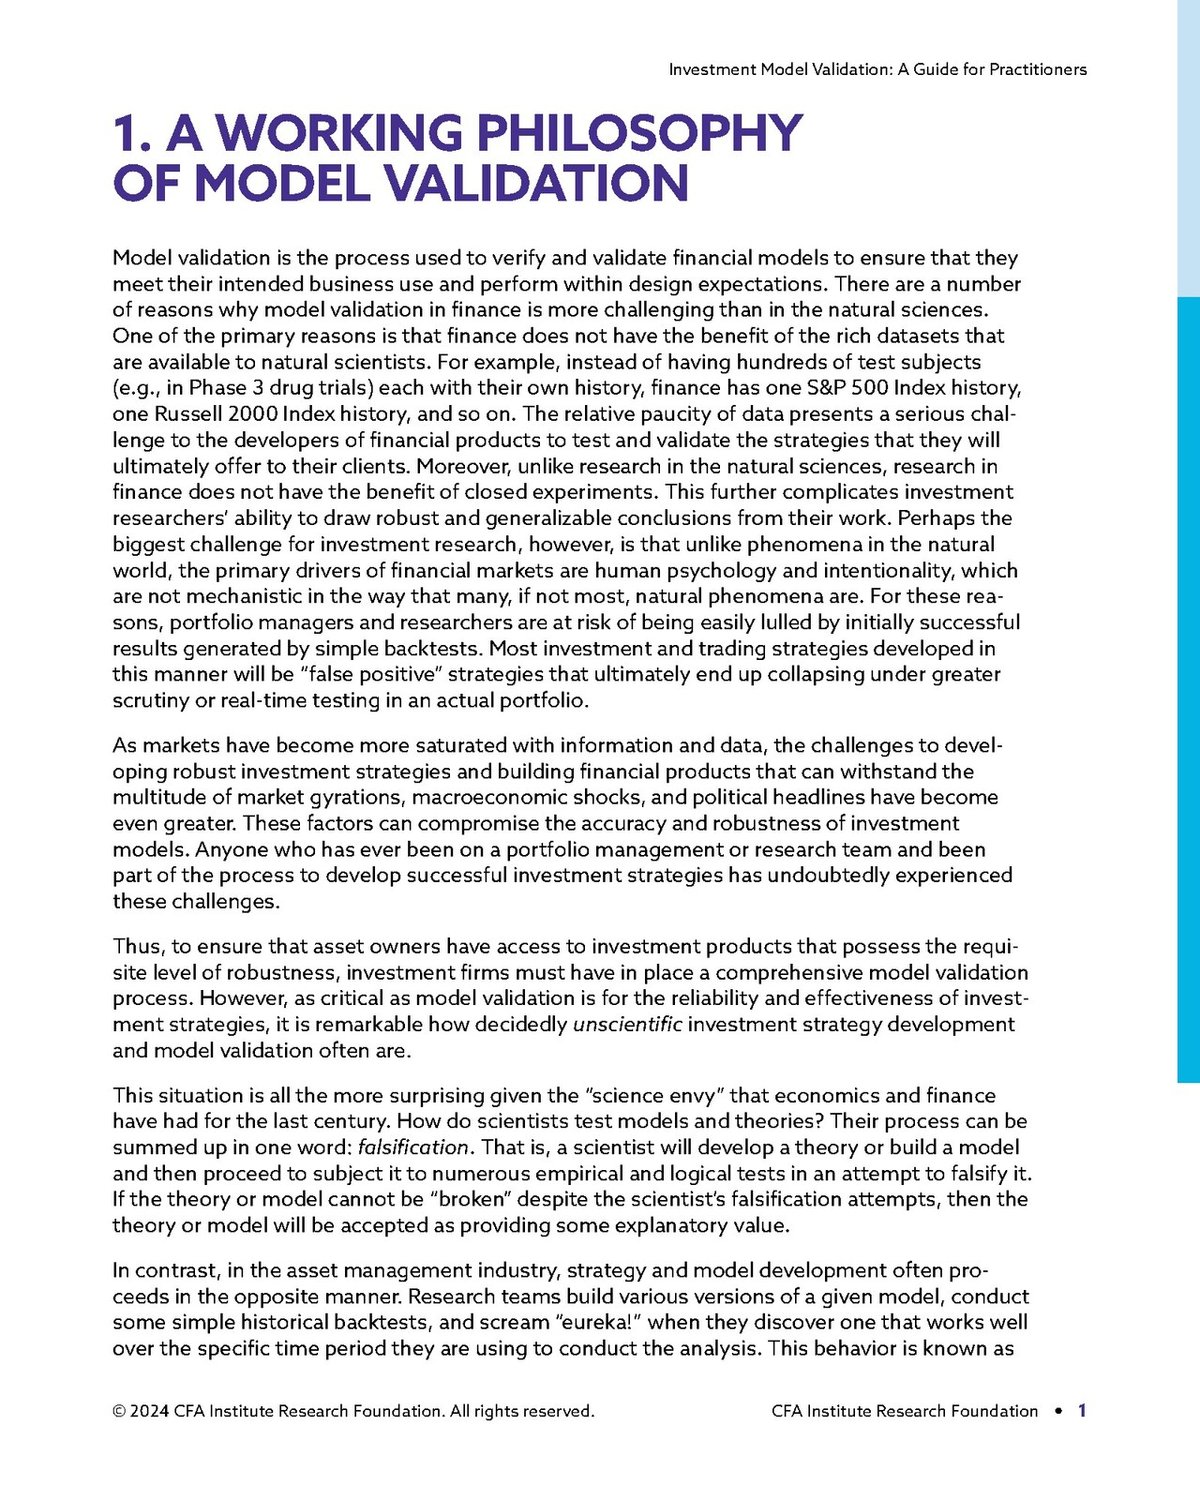 Investment Model Validation: A Guide for Practitioners
1. A WORKING PHILOSOPHY
OF MODEL VALIDATION
Model validation is the process used to verify and validate financial models to ensure that they
meet their intended business use and perform within design expectations. There are a number
of reasons why model validation in finance is more challenging than in the natural sciences.
One of the primary reasons is that finance does not have the benefit of the rich datasets that
are available to natural scientists. For example, instead of having hundreds of test subjects
(e.g., in Phase 3 drug trials) each with their own history, finance has one S&P 500 Index history,
one Russell 2000 Index history, and so on. The relative paucity of data presents a serious chal-
lenge to the developers of financial products to test and validate the strategies that they will
ultimately offer to their clients. Moreover, unlike research in the natural sciences, research in
finance does not have the benefit of closed experiments. This further complicates investment
researchers’ ability to draw robust and generalizable conclusions from their work. Perhaps the
biggest challenge for investment research, however, is that unlike phenomena in the natural
world, the primary drivers of financial markets are human psychology and intentionality, which
are not mechanistic in the way that many, if not most, natural phenomena are. For these rea-
sons, portfolio managers and researchers are at risk of being easily lulled by initially successful
results generated by simple backtests. Most investment and trading strategies developed in
this manner will be “false positive” strategies that ultimately end up collapsing under greater
scrutiny or real-time testing in an actual portfolio.
As markets have become more saturated with information and data, the challenges to devel-
oping robust investment strategies and building financial products that can withstand the
multitude of market gyrations, macroeconomic shocks, and political headlines have become
even greater. These factors can compromise the accuracy and robustness of investment
models. Anyone who has ever been on a portfolio management or research team and been
part of the process to develop successful investment strategies has undoubtedly experienced
these challenges.
Thus, to ensure that asset owners have access to investment products that possess the requi-
site level of robustness, investment firms must have in place a comprehensive model validation
process. However, as critical as model validation is for the reliability and effectiveness of invest-
ment strategies, it is remarkable how decidedly unscientific investment strategy development
and model validation often are.
This situation is all the more surprising given the “science envy” that economics and finance
have had for the last century. How do scientists test models and theories? Their process can be
summed up in one word: falsification. That is, a scientist will develop a theory or build a model
and then proceed to subject it to numerous empirical and logical tests in an attempt to falsify it.
If the theory or model cannot be “broken” despite the scientist’s falsification attempts, then the
theory or model will be accepted as providing some explanatory value.
In contrast, in the asset management industry, strategy and model development often pro-
ceeds in the opposite manner. Research teams build various versions of a given model, conduct
some simple historical backtests, and scream “eureka!” when they discover one that works well
over the specific time period they are using to conduct the analysis. This behavior is known as
© 2024 CFA Institute Research Foundation. All rights reserved.
CFA Institute Research Foundation • 1